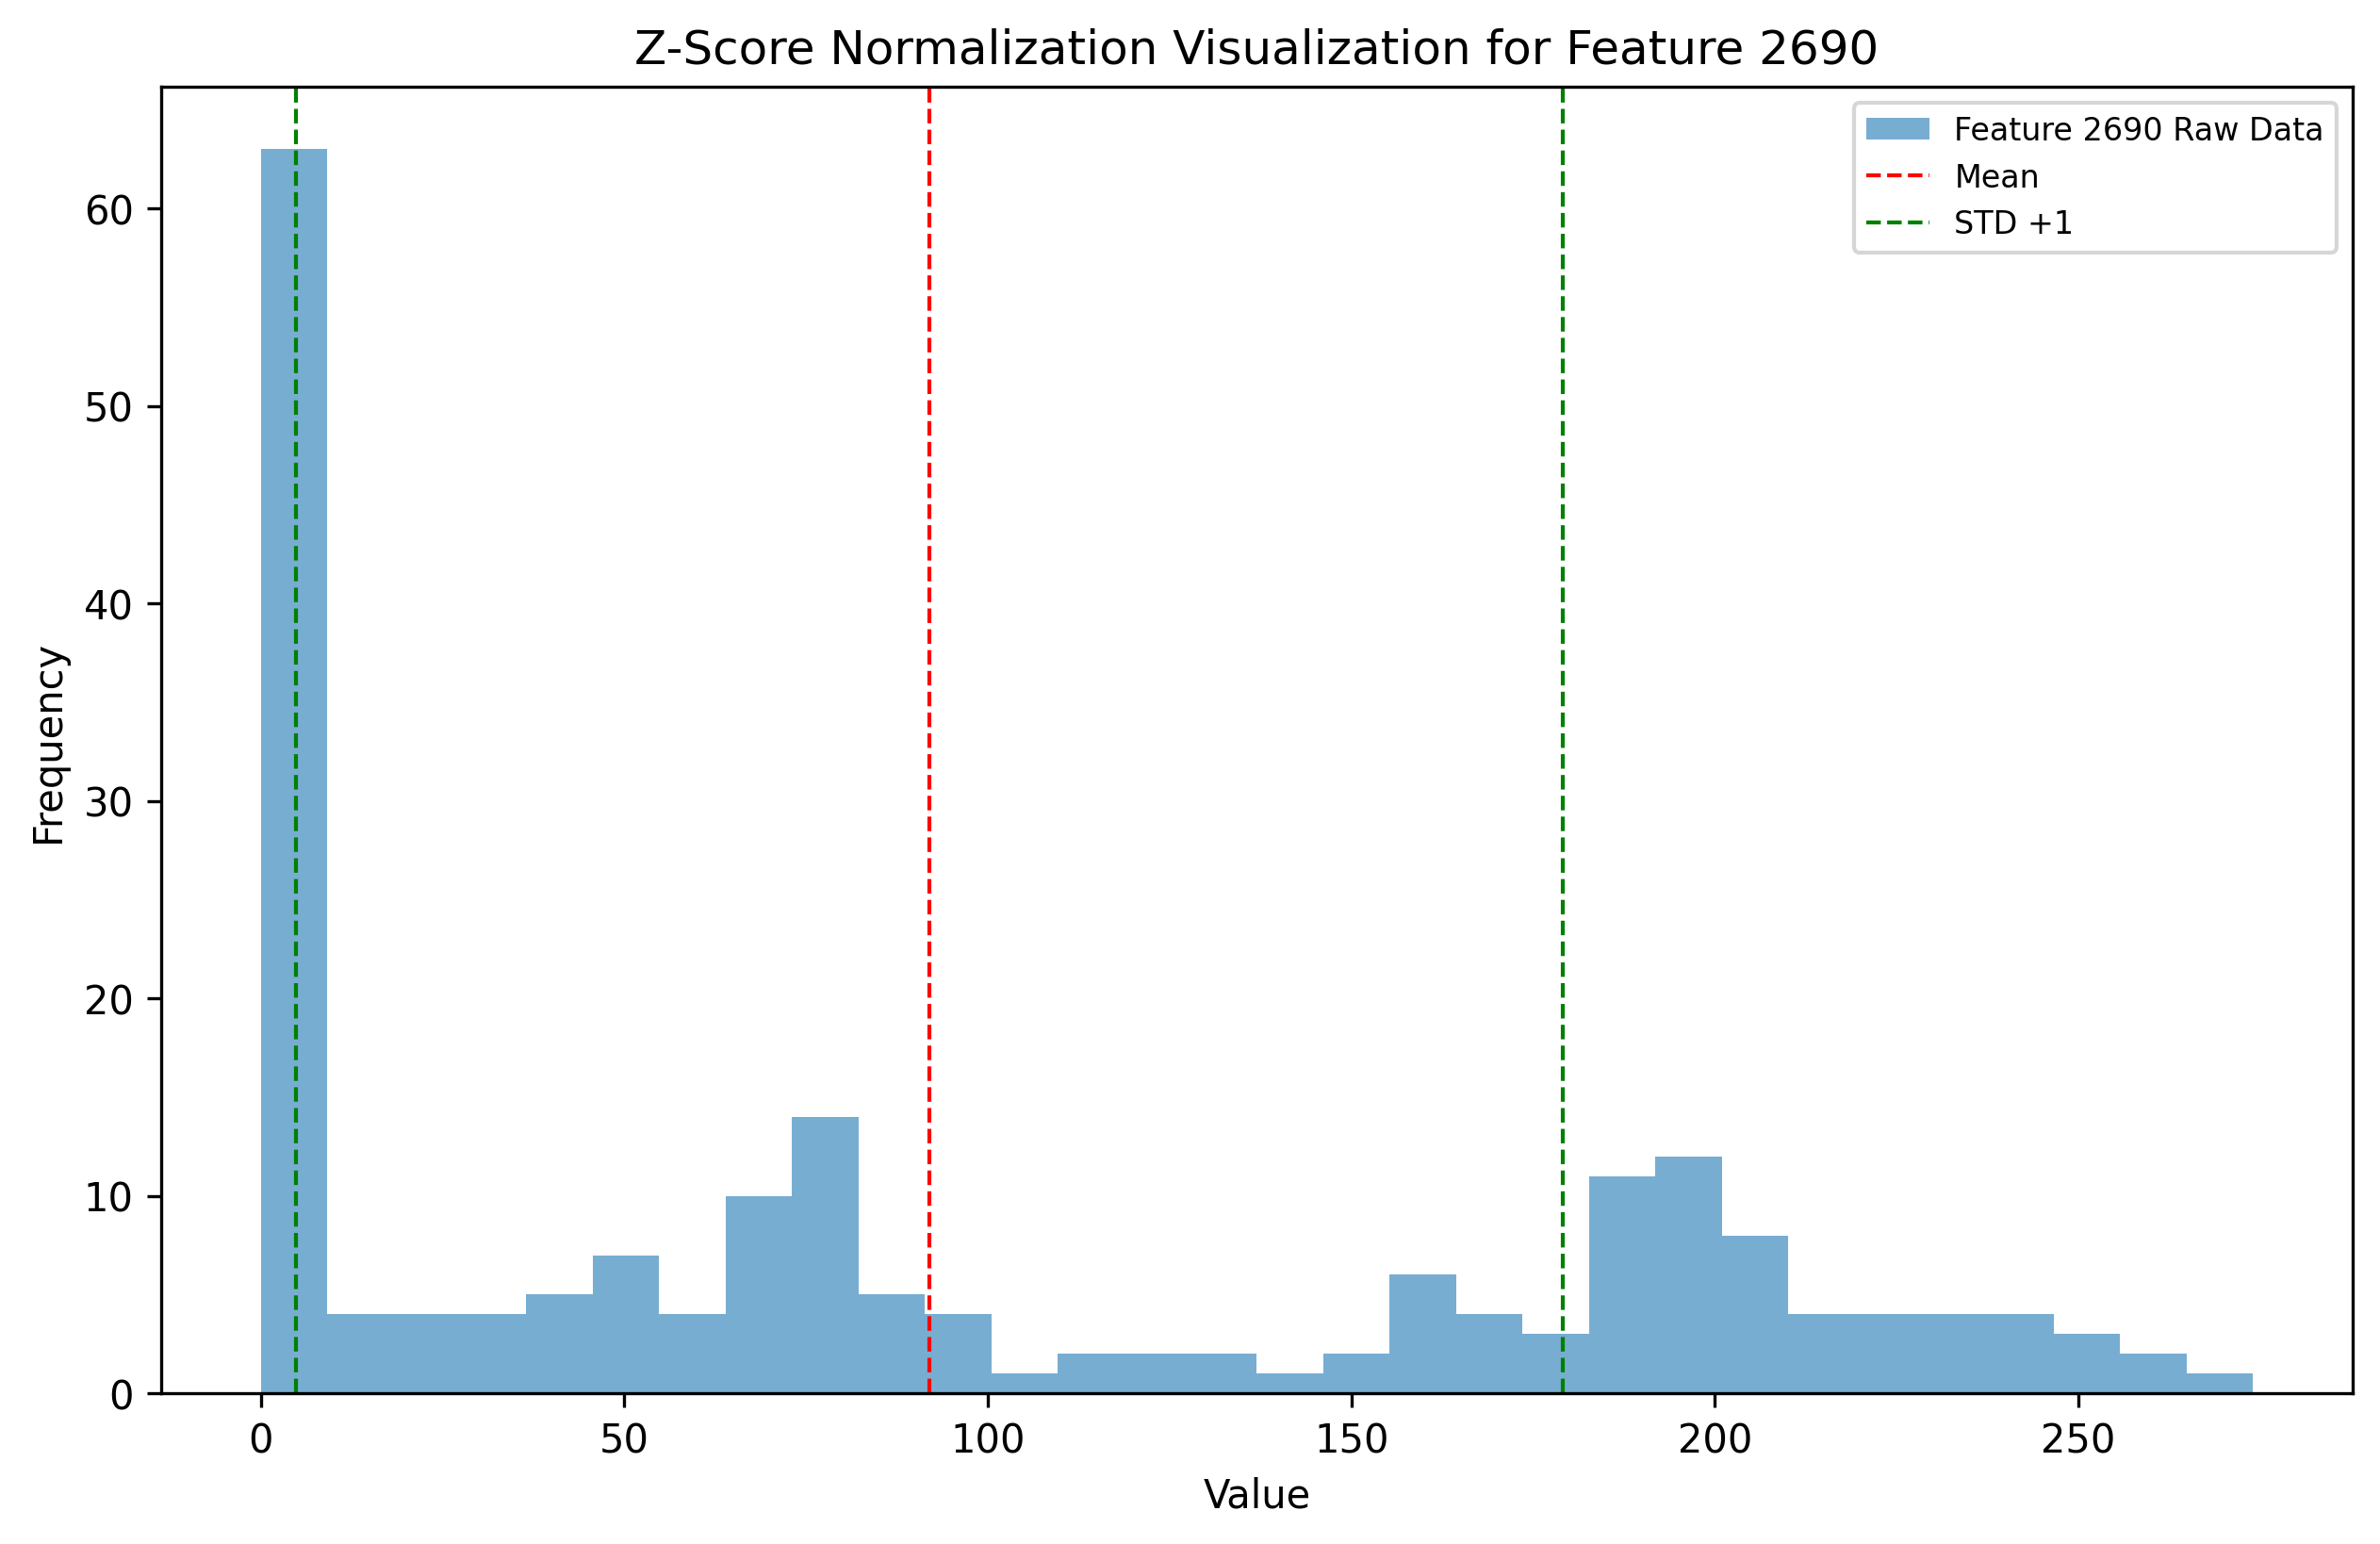 Z-Score Normalization Visualization for Feature 2690
Feature 2690 Raw Data
Mean
STD +1
Frequency
60
50
40
30
20
10
0
0 50 100 150 200 250
Value